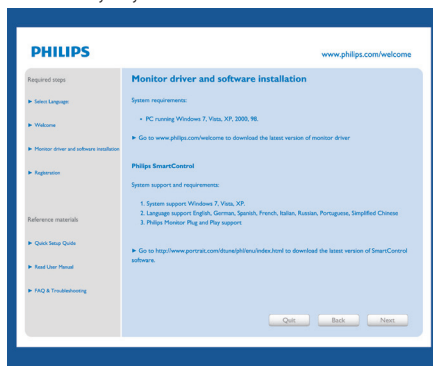 PHILIPS
www.philips.com/welcome
Required steps
Select Language
Welcome
Monitor driver and software installation
Registration
Reference materials
Quick Setup Quide
Read User Manual
FAQ & Troubleshooting
Monitor driver and software installation
System requirements:
• PC running Windows 7, Vista, XP, 2000, 98.
Go to www.philips.com/welcome to download the latest version of monitor driver
Philips SmartControl
System support and requirements:
1. System support Windows 7, Vista, XP.
2. Language support English, German, Spanish, French, Italian, Russian, Portuguese, Simplified Chinese
3. Philips Monitor Plug and Play support
Go to http://www.portrait.com/dtune/phl/enu/index.html to download the latest version of SmartControl
software.
Quit
Back
Next